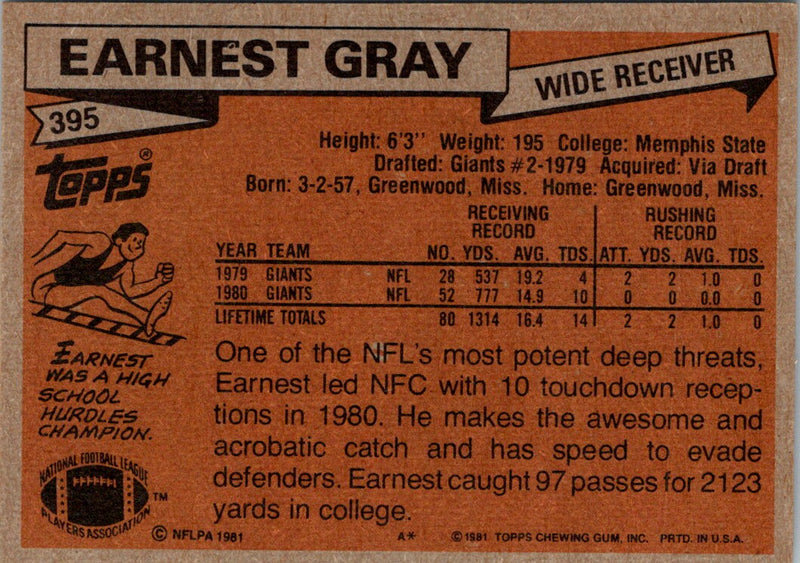 EARNEST GRAY
WIDE RECEIVER
395
Topps®
Height: 6'3" Weight: 195 College: Memphis State
Drafted: Giants #2-1979 Acquired: Via Draft
Born: 3-2-57, Greenwood, Miss. Home: Greenwood, Miss.
RECEIVING RECORD RUSHING RECORD
YEAR TEAM NO. YDS. AVG. TDS. ATT. YDS. AVG. TDS.
1979 GIANTS NFL 28 537 19.2 4 2 2 1.0 0
1980 GIANTS NFL 52 777 14.9 10 0 0 0.0 0
LIFETIME TOTALS 80 1314 16.4 14 2 2 1.0 0
EARNEST
WAS A HIGH
SCHOOL
HURDLES
CHAMPION.
One of the NFL's most potent deep threats,
Earnest led NFC with 10 touchdown recep-
tions in 1980. He makes the awesome and
acrobatic catch and has speed to evade
defenders. Earnest caught 97 passes for 2123
yards in college.
NATIONAL FOOTBALL LEAGUE
PLAYERS ASSOCIATION
TM
© NFLPA 1981
A*
© 1981 TOPPS CHEWING GUM, INC. PRTD. IN U.S.A.